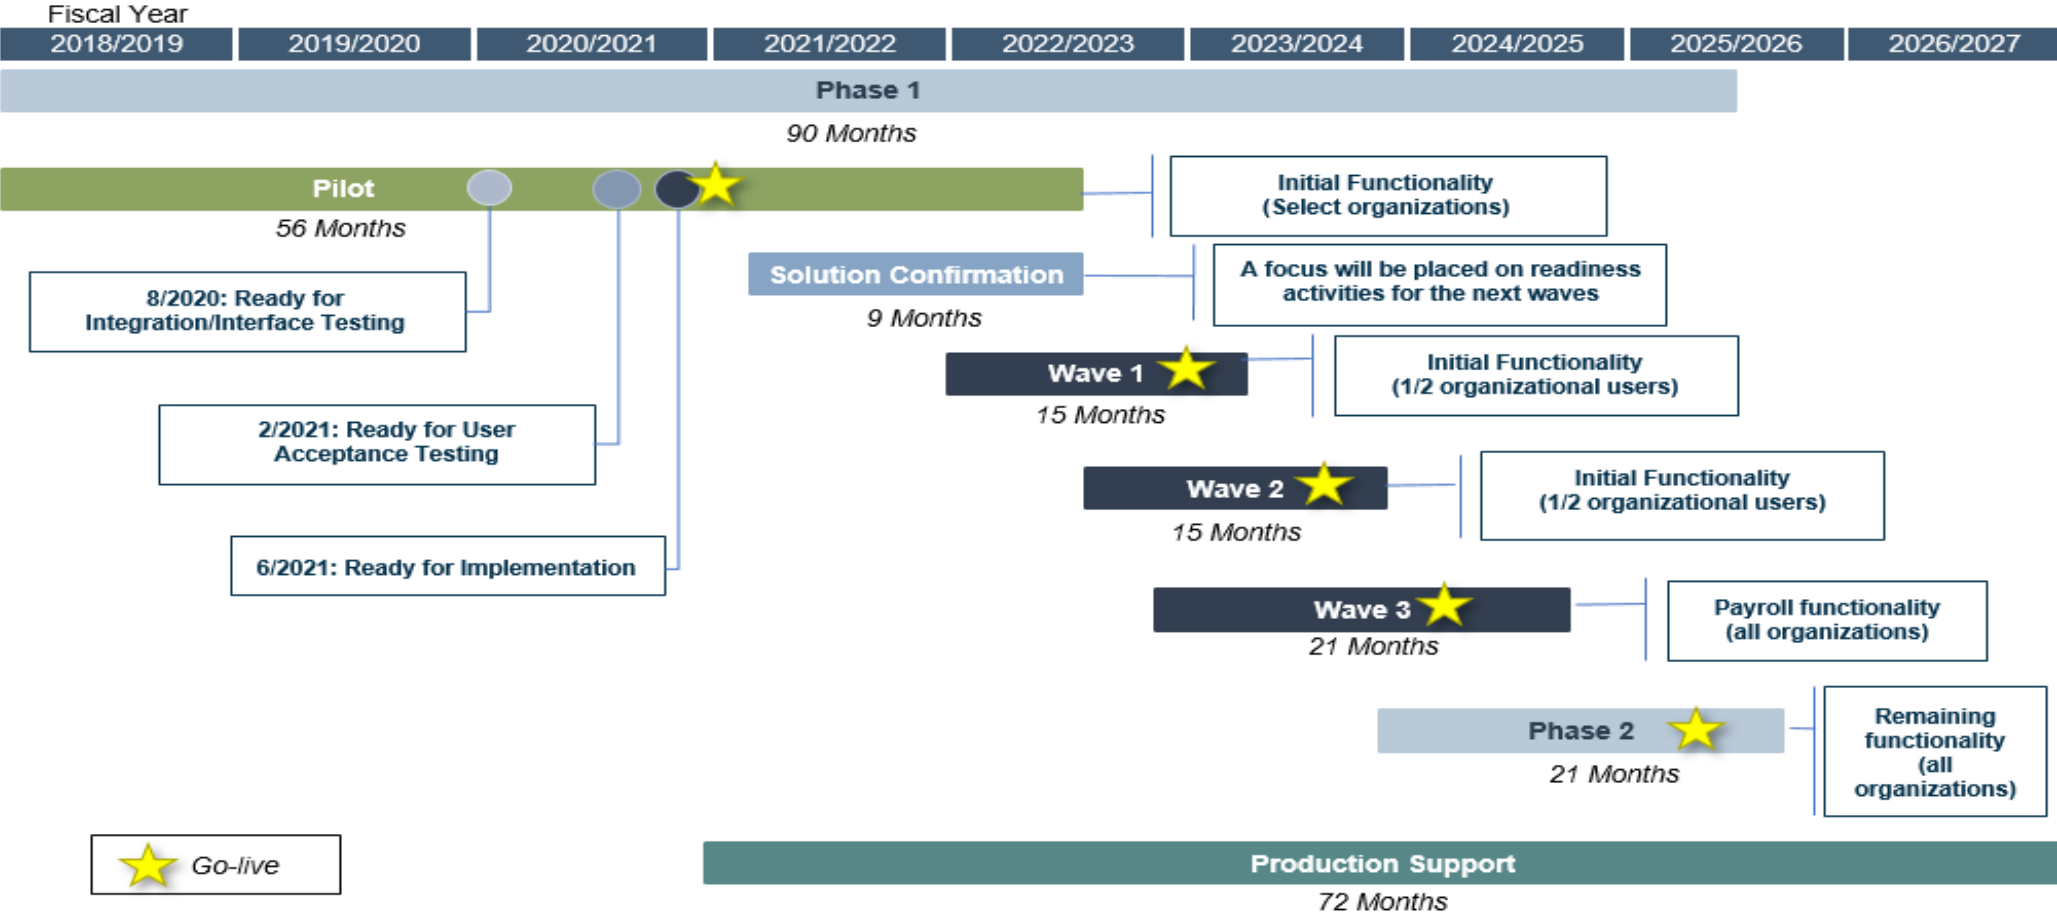 Fiscal Year
2018/2019 2019/2020 2020/2021 2021/2022 2022/2023 2023/2024 2024/2025 2025/2026 2026/2027
Phase 1
90 Months
Pilot
56 Months
Initial Functionality
(Select organizations)
Solution Confirmation
9 Months
A focus will be placed on readiness
activities for the next waves
8/2020: Ready for
Integration/Interface Testing
Wave 1
15 Months
Initial Functionality
(1/2 organizational users)
2/2021: Ready for User
Acceptance Testing
Wave 2
15 Months
Initial Functionality
(1/2 organizational users)
6/2021: Ready for Implementation
Wave 3
21 Months
Payroll functionality
(all organizations)
Phase 2
21 Months
Remaining
functionality
(all
organizations)
Go-live
Production Support
72 Months